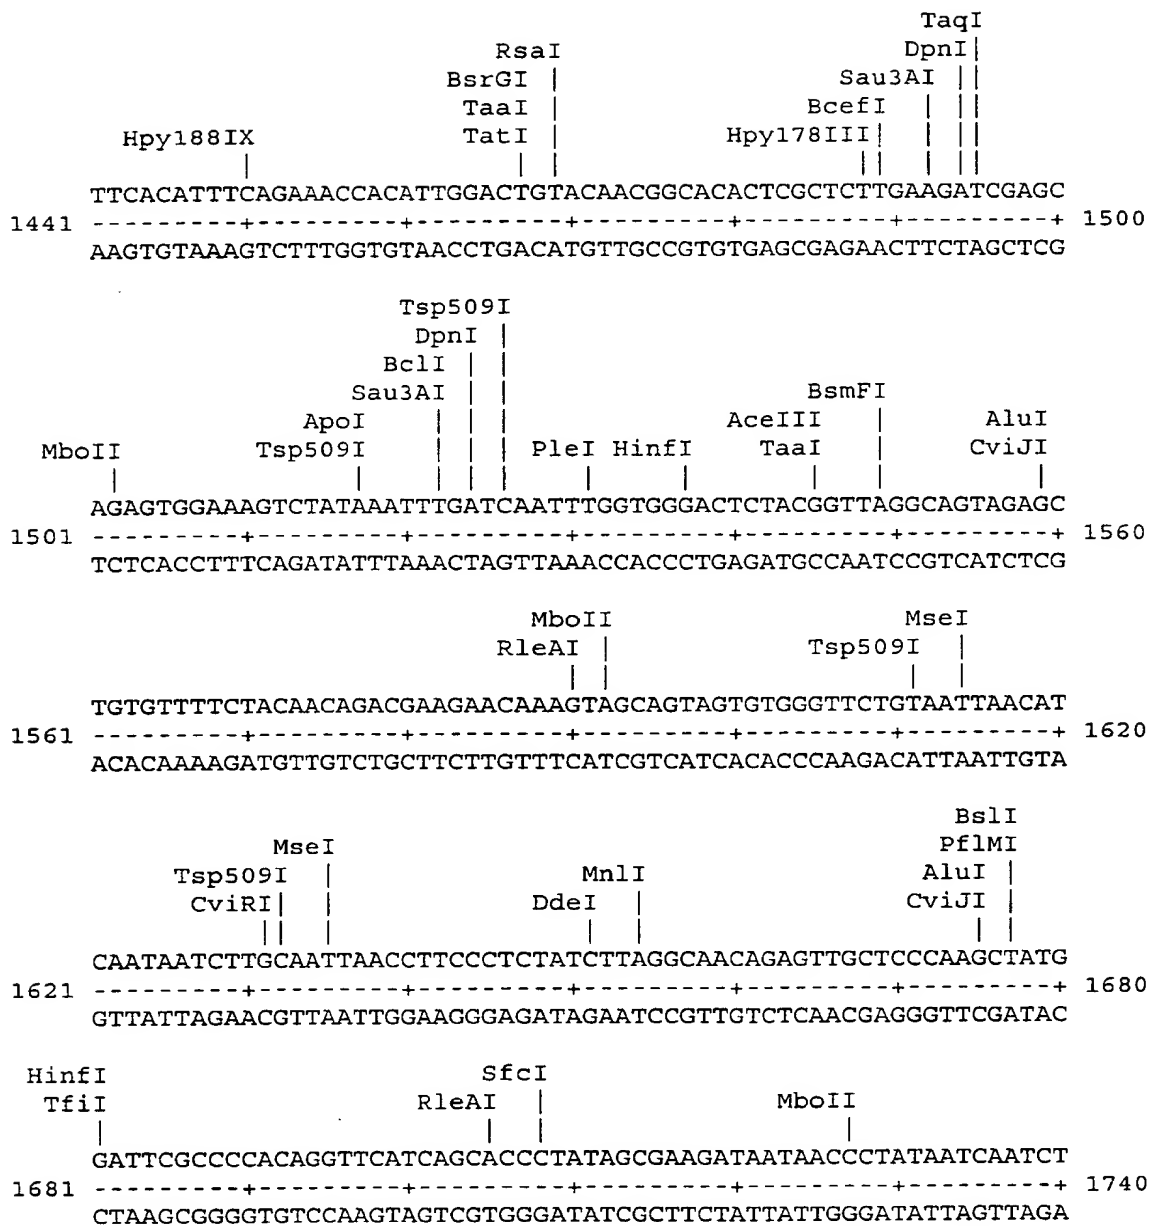 TaqI
RsaI DpnI |
BsrGI | Sau3AI | |
TaaI | BcefI | | |
Hpy188IX TatI | Hpy178III | | | |
TTCACATTTCAGAAACCACATTGGACTGTACAACGGCACACTCGCTCTTGAAGATCGAGC
1441 ---------+---------+---------+---------+---------+---------+ 1500
AAGTGTAAAGTCTTTGGTGTAACCTGACATGTTGCCGTGTGAGCGAGAACTTCTAGCTCG
Tsp509I
DpnI |
BclI | |
Sau3AI | | BsmFI
ApoI | | | AceIII | AluI
MboII Tsp509I | | | PleI HinfI TaaI | CviJI
AGAGTGGAAAGTCTATAAATTTGATCAATTTGGTGGGACTCTACGGTTAGGCAGTAGAGC
1501 ---------+---------+---------+---------+---------+---------+ 1560
TCTCACCTTTCAGATATTTAAACTAGTTAAACCACCCTGAGATGCCAATCCGTCATCTCG
MboII MseI
RleAI | Tsp509I |
TGTGTTTTCTACAACAGACGAAGAACAAAGTAGCAGTAGTGTGGGTTCTGTAATTAACAT
1561 ---------+---------+---------+---------+---------+---------+ 1620
ACACAAAAGATGTTGTCTGCTTCTTGTTTCATCGTCATCACACCCAAGACATTAATTGTA
BslI
MseI PflMI
Tsp509I | MnlI AluI |
CviRI | | DdeI | CviJI |
CAATAATCTTGCAATTAACCTTCCCTCTATCTTAGGCAACAGAGTTGCTCCCAAGCTATG
1621 ---------+---------+---------+---------+---------+---------+ 1680
GTTATTAGAACGTTAATTGGAAGGGAGATAGAATCCGTTGTCTCAACGAGGGTTCGATAC
HinfI SfcI
TfiI RleAI | MboII
GATTCGCCCCACAGGTTCATCAGCACCCTATAGCGAAGATAATAACCCTATAATCAATCT
1681 ---------+---------+---------+---------+---------+---------+ 1740
CTAAGCGGGGTGTCCAAGTAGTCGTGGGATATCGCTTCTATTATTGGGATATTAGTTAGA